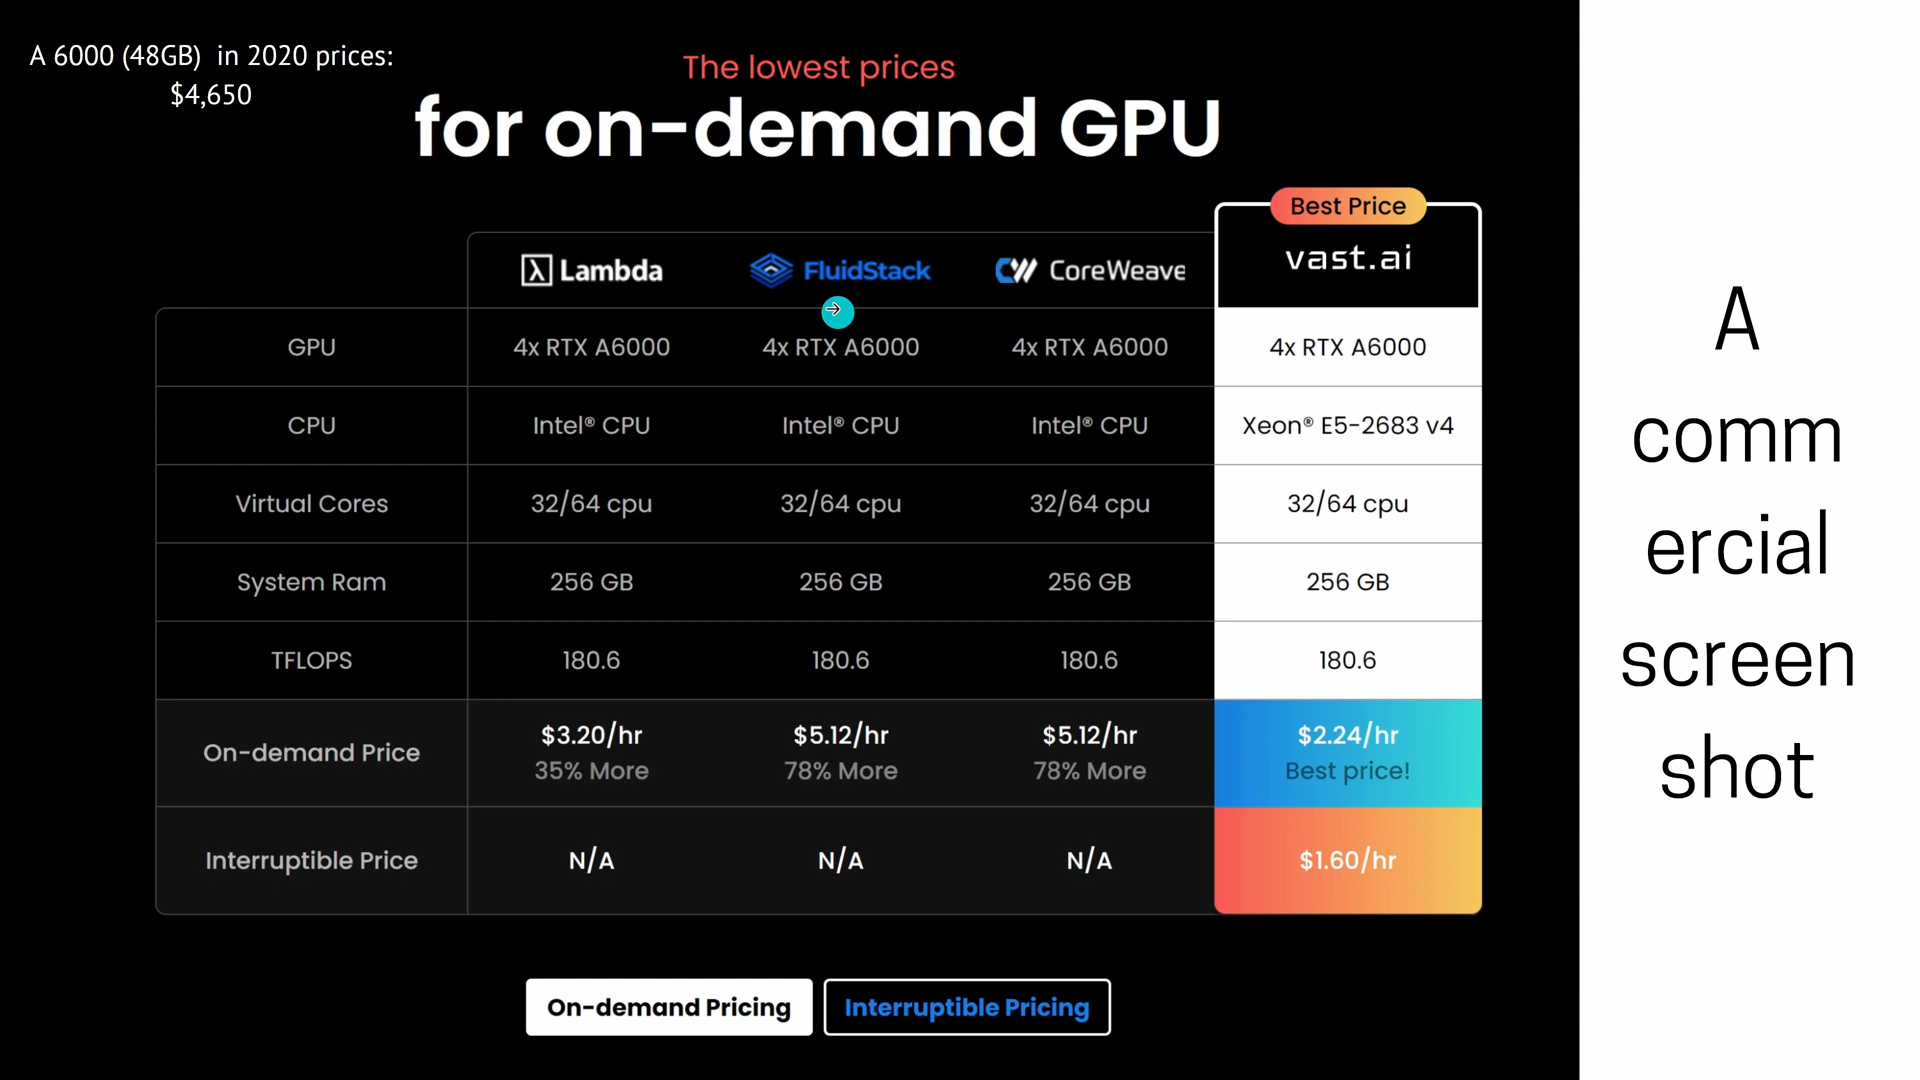 A 6000 (48GB)  in 2020 prices:
$4,650
The lowest prices
for on-demand GPU
Best Price
Lambda FluidStack CoreWeave vast.ai
GPU 4x RTX A6000 4x RTX A6000 4x RTX A6000 4x RTX A6000
CPU Intel® CPU Intel® CPU Intel® CPU Xeon® E5-2683 v4
Virtual Cores 32/64 cpu 32/64 cpu 32/64 cpu 32/64 cpu
System Ram 256 GB 256 GB 256 GB 256 GB
TFLOPS 180.6 180.6 180.6 180.6
On-demand Price $3.20/hr $5.12/hr $5.12/hr $2.24/hr
35% More 78% More 78% More Best price!
Interruptible Price N/A N/A N/A $1.60/hr
On-demand Pricing Interruptible Pricing
A
comm
ercial
screen
shot